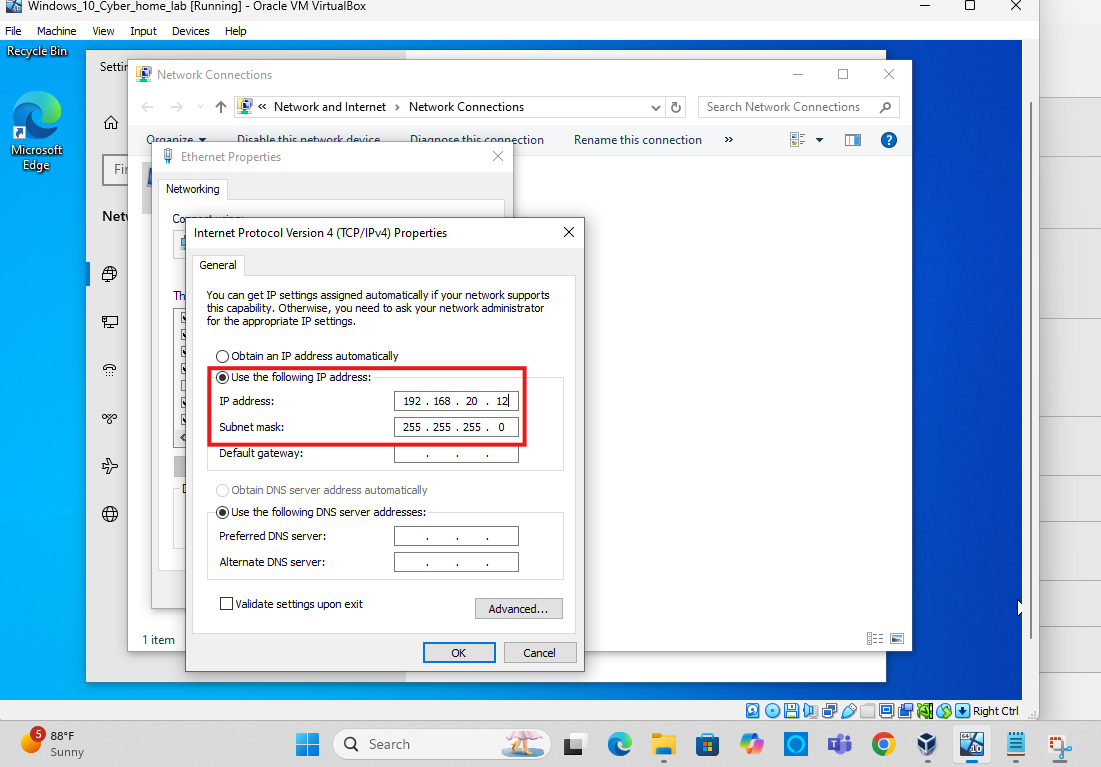 Windows_10_Cyber_home_lab [Running] - Oracle VM VirtualBox
File Machine View Input Devices Help
Recycle Bin
Microsoft
Edge
Network Connections
« Network and Internet › Network Connections
Search Network Connections
Organize Disable this network device Diagnose this connection Rename this connection »
Ethernet Properties
Networking
Internet Protocol Version 4 (TCP/IPv4) Properties
General
You can get IP settings assigned automatically if your network supports
this capability. Otherwise, you need to ask your network administrator
for the appropriate IP settings.
Obtain an IP address automatically
Use the following IP address:
IP address: 192 . 168 . 20 . 12
Subnet mask: 255 . 255 . 255 . 0
Default gateway: . . .
Obtain DNS server address automatically
Use the following DNS server addresses:
Preferred DNS server: . . .
Alternate DNS server: . . .
Validate settings upon exit
Advanced...
OK Cancel
1 item
Right Ctrl
5
88°F
Sunny
Search